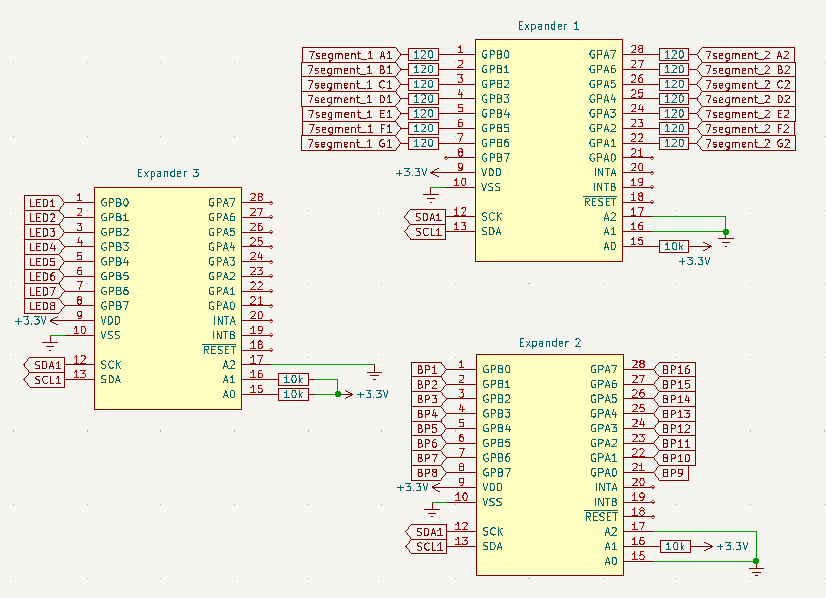 Expander 1
7segment_1 A1 120 1 GPB0 GPA7 28 120 7segment_2 A2
7segment_1 B1 120 2 GPB1 GPA6 27 120 7segment_2 B2
7segment_1 C1 120 3 GPB2 GPA5 26 120 7segment_2 C2
7segment_1 D1 120 4 GPB3 GPA4 25 120 7segment_2 D2
7segment_1 E1 120 5 GPB4 GPA3 24 120 7segment_2 E2
7segment_1 F1 120 6 GPB5 GPA2 23 120 7segment_2 F2
7segment_1 G1 120 7 GPB6 GPA1 22 120 7segment_2 G2
8 GPB7 GPA0 21
+3.3V 9 VDD INTA 20
10 VSS INTB 19
RESET 18
SDA1 12 SCK A2 17
SCL1 13 SDA A1 16
A0 15 10k
+3.3V
Expander 3
LED1 1 GPB0 GPA7 28
LED2 2 GPB1 GPA6 27
LED3 3 GPB2 GPA5 26
LED4 4 GPB3 GPA4 25
LED5 5 GPB4 GPA3 24
LED6 6 GPB5 GPA2 23
LED7 7 GPB6 GPA1 22
LED8 8 GPB7 GPA0 21
+3.3V 9 VDD INTA 20
10 VSS INTB 19
RESET 18
SDA1 12 SCK A2 17
SCL1 13 SDA A1 16 10k
A0 15 10k +3.3V
Expander 2
BP1 1 GPB0 GPA7 28 BP16
BP2 2 GPB1 GPA6 27 BP15
BP3 3 GPB2 GPA5 26 BP14
BP4 4 GPB3 GPA4 25 BP13
BP5 5 GPB4 GPA3 24 BP12
BP6 6 GPB5 GPA2 23 BP11
BP7 7 GPB6 GPA1 22 BP10
BP8 8 GPB7 GPA0 21 BP9
+3.3V 9 VDD INTA 20
10 VSS INTB 19
RESET 18
SDA1 12 SCK A2 17
SCL1 13 SDA A1 16 10k +3.3V
A0 15